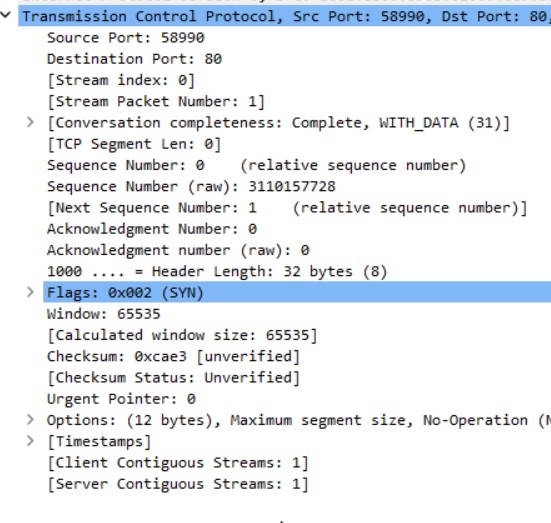 Transmission Control Protocol, Src Port: 58990, Dst Port: 80,
Source Port: 58990
Destination Port: 80
[Stream index: 0]
[Stream Packet Number: 1]
[Conversation completeness: Complete, WITH_DATA (31)]
[TCP Segment Len: 0]
Sequence Number: 0    (relative sequence number)
Sequence Number (raw): 3110157728
[Next Sequence Number: 1    (relative sequence number)]
Acknowledgment Number: 0
Acknowledgment number (raw): 0
1000 .... = Header Length: 32 bytes (8)
Flags: 0x002 (SYN)
Window: 65535
[Calculated window size: 65535]
Checksum: 0xcae3 [unverified]
[Checksum Status: Unverified]
Urgent Pointer: 0
Options: (12 bytes), Maximum segment size, No-Operation (
[Timestamps]
[Client Contiguous Streams: 1]
[Server Contiguous Streams: 1]